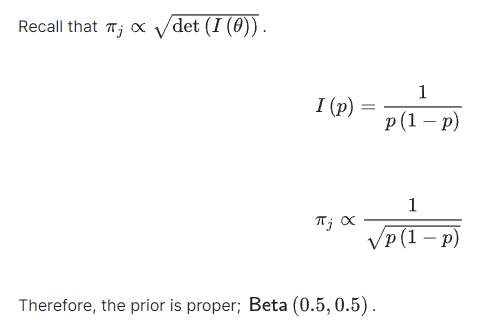 Recall that π_j ∝ √det (I (θ)) .
I (p) = 1 / p (1 − p)
π_j ∝ 1 / √p (1 − p)
Therefore, the prior is proper; Beta (0.5, 0.5) .